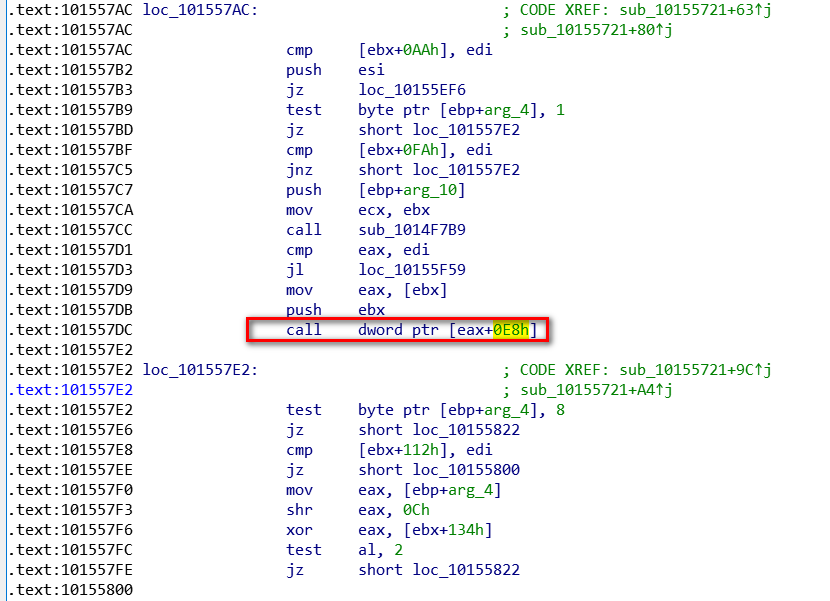 .text:101557AC loc_101557AC: ; CODE XREF: sub_10155721+63↑j
.text:101557AC ; sub_10155721+80↑j
.text:101557AC cmp [ebx+0AAh], edi
.text:101557B2 push esi
.text:101557B3 jz loc_10155EF6
.text:101557B9 test byte ptr [ebp+arg_4], 1
.text:101557BD jz short loc_101557E2
.text:101557BF cmp [ebx+0FAh], edi
.text:101557C5 jnz short loc_101557E2
.text:101557C7 push [ebp+arg_10]
.text:101557CA mov ecx, ebx
.text:101557CC call sub_1014F7B9
.text:101557D1 cmp eax, edi
.text:101557D3 jl loc_10155F59
.text:101557D9 mov eax, [ebx]
.text:101557DB push ebx
.text:101557DC call dword ptr [eax+0E8h]
.text:101557E2
.text:101557E2 loc_101557E2: ; CODE XREF: sub_10155721+9C↑j
.text:101557E2 ; sub_10155721+A4↑j
.text:101557E2 test byte ptr [ebp+arg_4], 8
.text:101557E6 jz short loc_10155822
.text:101557E8 cmp [ebx+112h], edi
.text:101557EE jz short loc_10155800
.text:101557F0 mov eax, [ebp+arg_4]
.text:101557F3 shr eax, 0Ch
.text:101557F6 xor eax, [ebx+134h]
.text:101557FC test al, 2
.text:101557FE jz short loc_10155822
.text:10155800